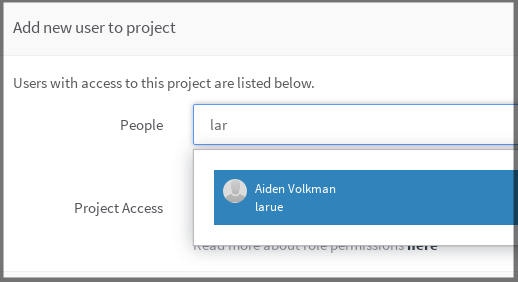 Add new user to project
Users with access to this project are listed below.
People
lar
Aiden Volkman
larue
Project Access
Read more about role permissions here